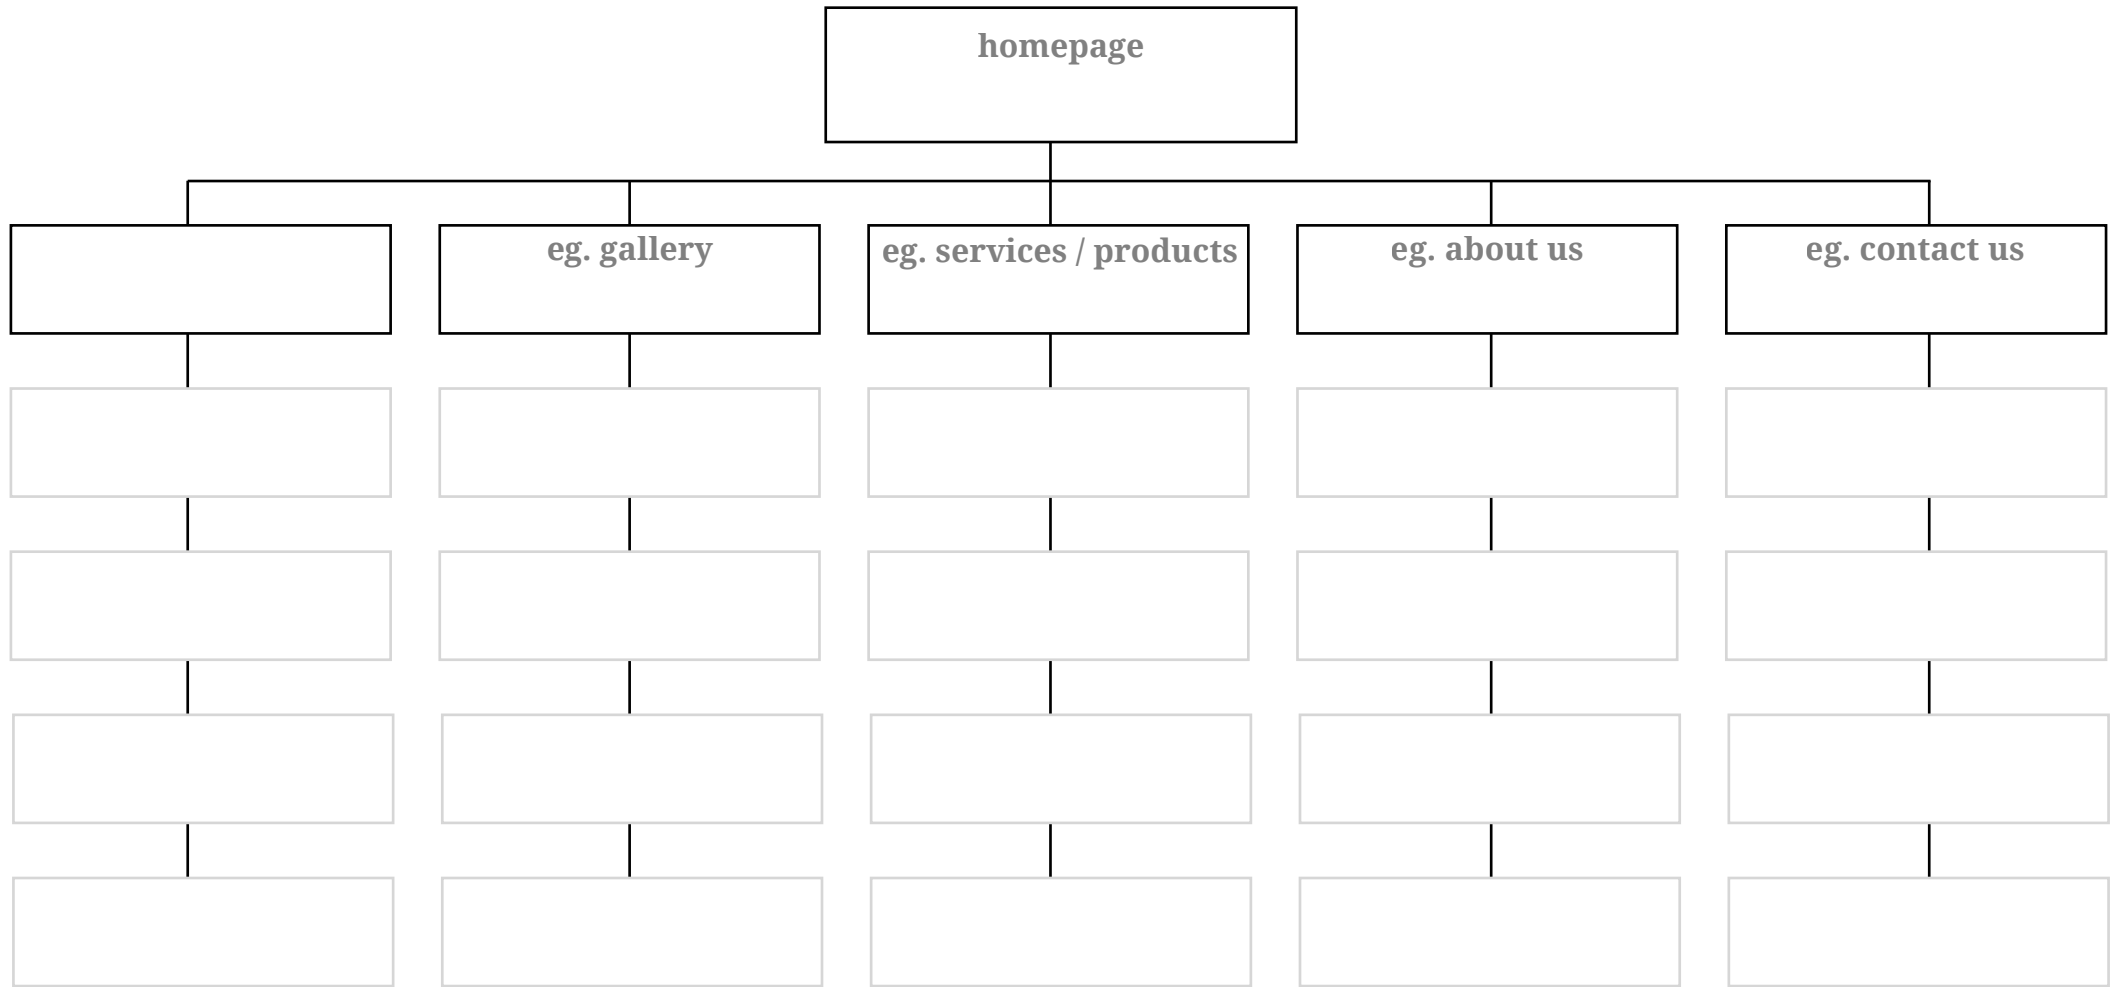 homepage
eg. gallery
eg. services / products
eg. about us
eg. contact us